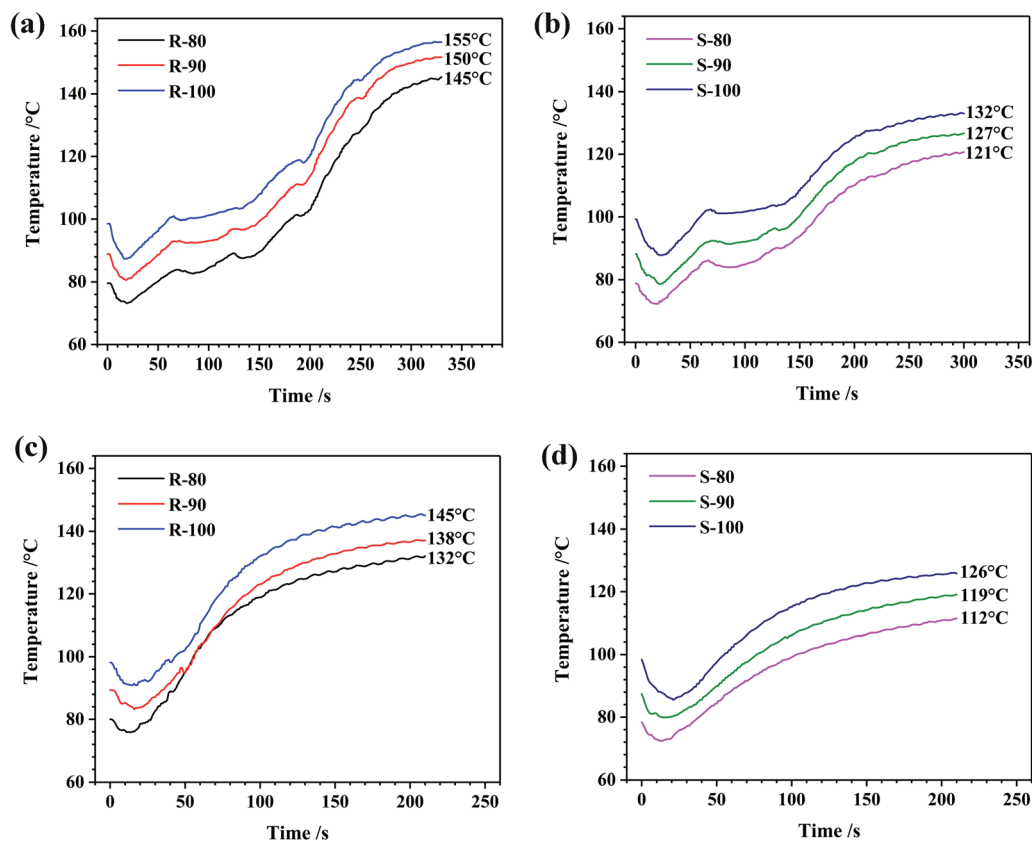 (a)
R-80
R-90
R-100
155°C
150°C
145°C
160
140
120
100
80
60
Temperature /°C
0 50 100 150 200 250 300 350
Time /s
(b)
S-80
S-90
S-100
132°C
127°C
121°C
160
140
120
100
80
60
Temperature /°C
0 50 100 150 200 250 300 350
Time /s
(c)
R-80
R-90
R-100
145°C
138°C
132°C
160
140
120
100
80
60
Temperature /°C
0 50 100 150 200 250
Time /s
(d)
S-80
S-90
S-100
126°C
119°C
112°C
160
140
120
100
80
60
Temperature /°C
0 50 100 150 200 250
Time /s